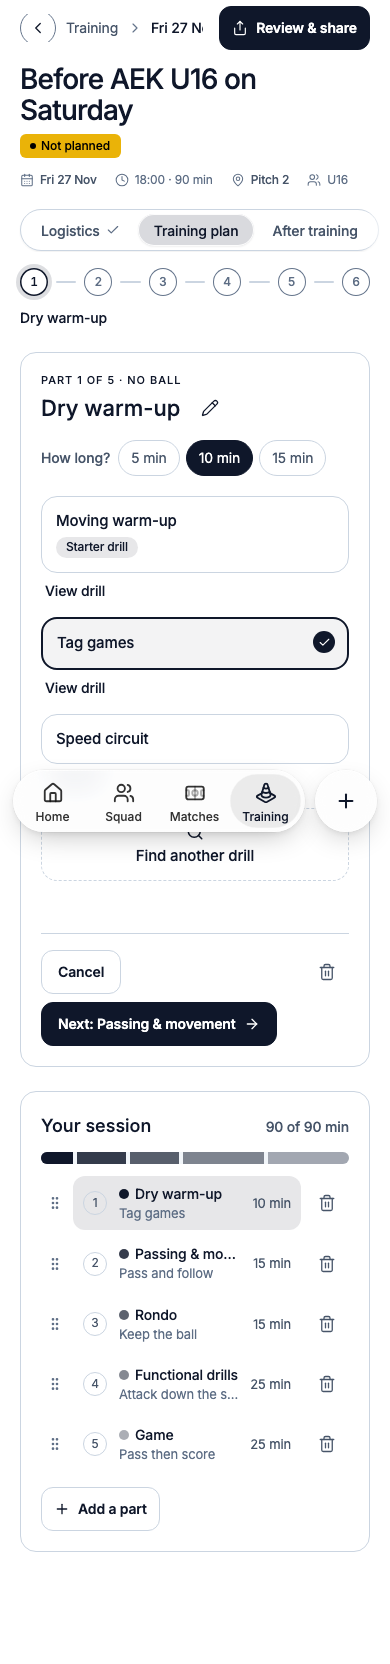 Training
Fri 27 N
Review & share
Before AEK U16 on
Saturday
Not planned
Fri 27 Nov
18:00 · 90 min
Pitch 2
U16
Logistics
Training plan
After training
1
2
3
4
5
6
Dry warm-up
PART 1 OF 5 · NO BALL
Dry warm-up
How long?
5 min
10 min
15 min
Moving warm-up
Starter drill
View drill
Tag games
View drill
Speed circuit
Home
Squad
Matches
Training
Find another drill
Cancel
Next: Passing & movement
Your session
90 of 90 min
1
Dry warm-up
10 min
Tag games
2
Passing & mo...
15 min
Pass and follow
3
Rondo
15 min
Keep the ball
4
Functional drills
25 min
Attack down the s...
5
Game
25 min
Pass then score
Add a part